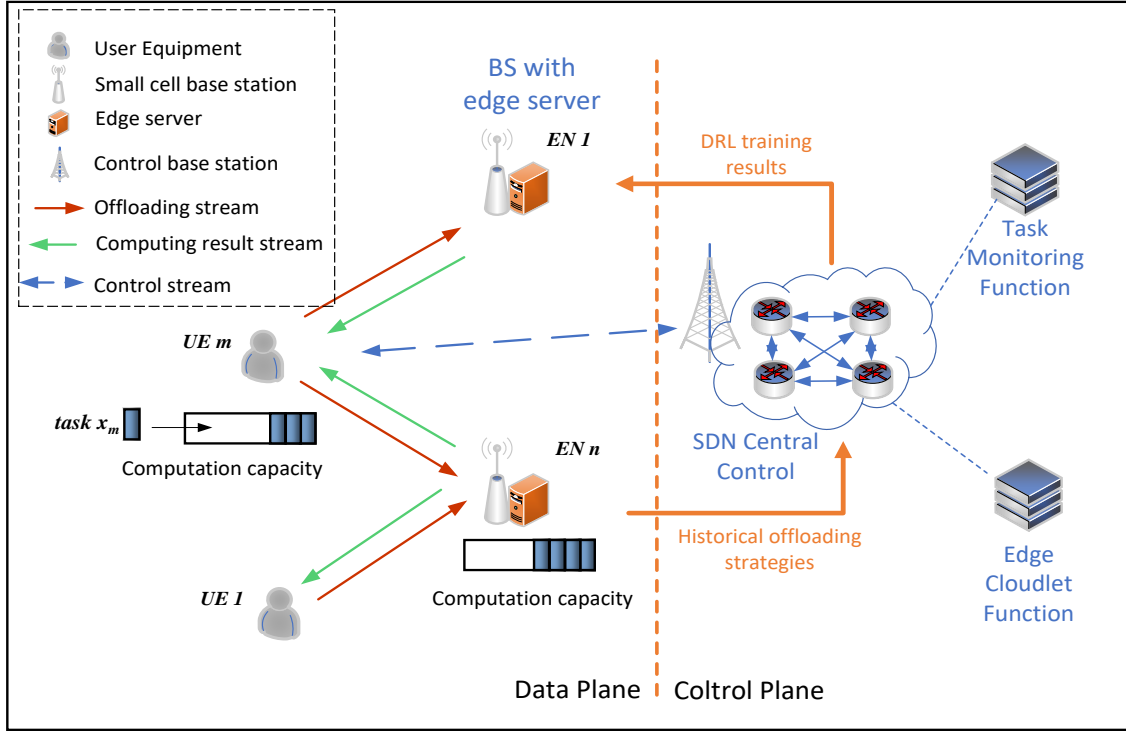 User Equipment
Small cell base station
Edge server
Control base station
Offloading stream
Computing result stream
Control stream
BS with
edge server
EN 1
DRL training
results
Task
Monitoring
Function
UE m
task xm
Computation capacity
EN n
SDN Central
Control
Historical offloading
strategies
Edge
Cloudlet
Function
UE 1
Computation capacity
Data Plane
Coltrol Plane